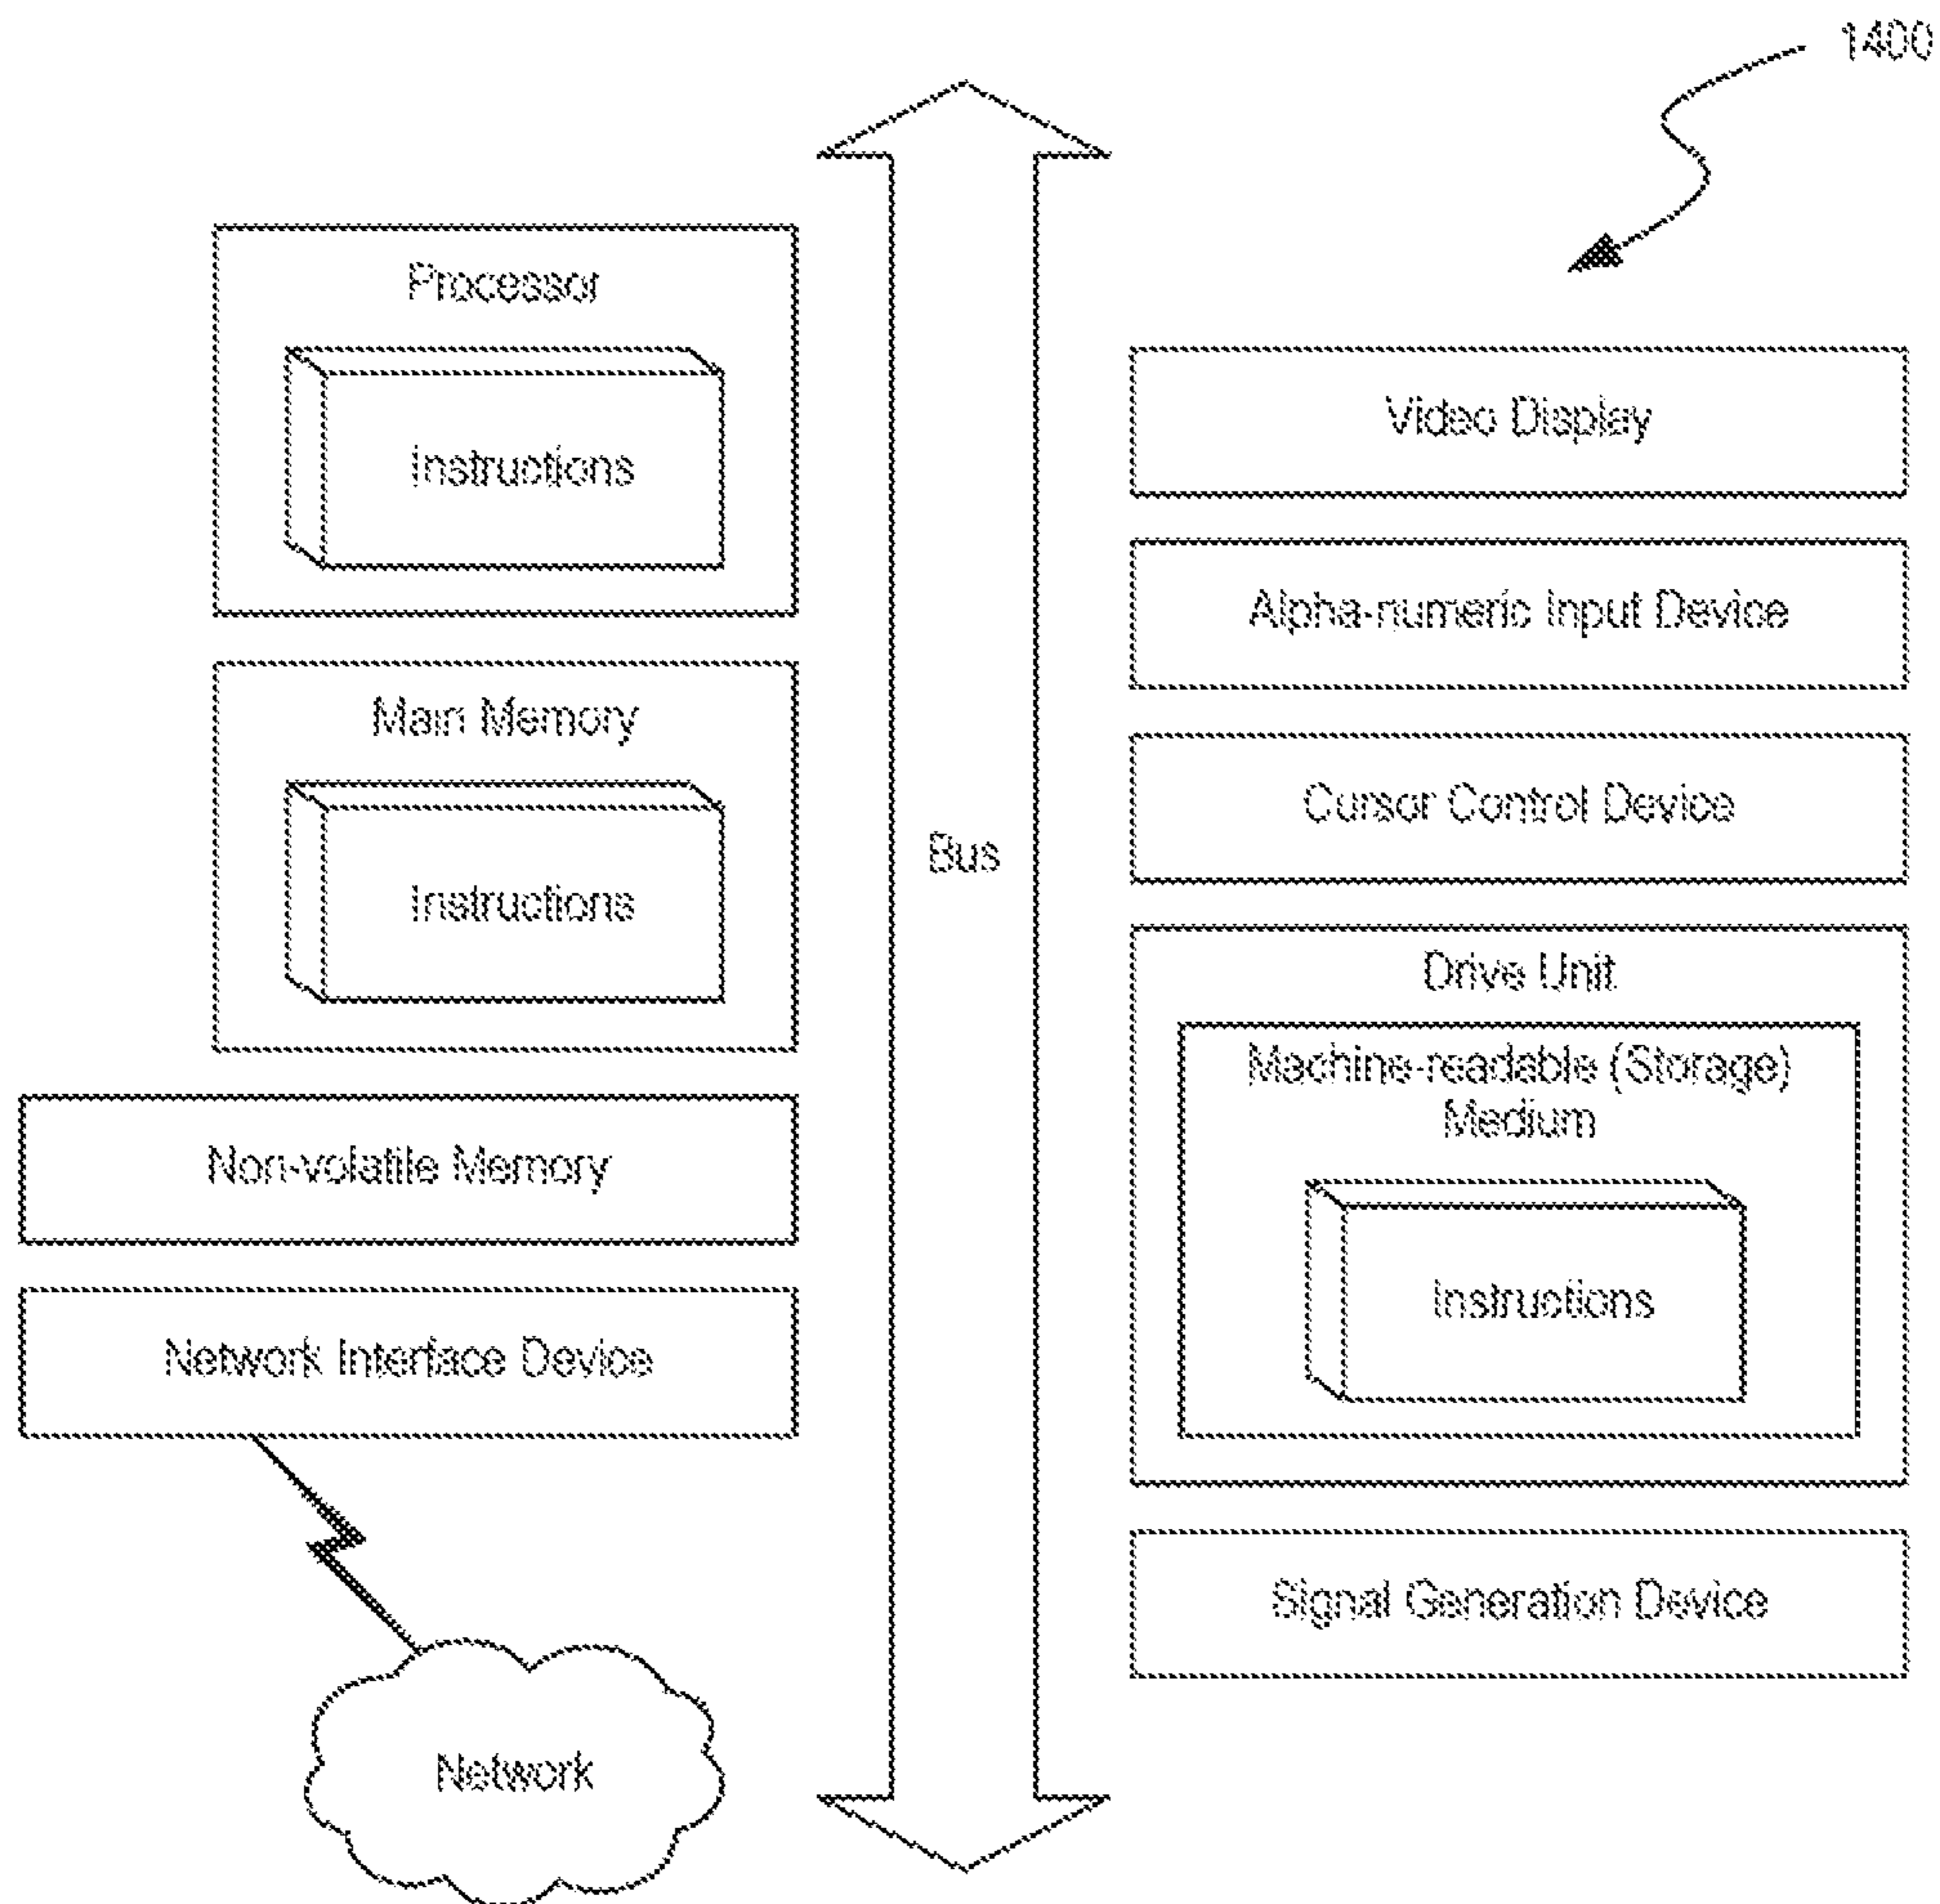 1400
Processor
Instructions
Main Memory
Instructions
Non-volatile Memory
Network Interface Device
Network
Bus
Video Display
Alpha-numeric Input Device
Cursor Control Device
Drive Unit
Machine-readable (Storage)
Medium
Instructions
Signal Generation Device